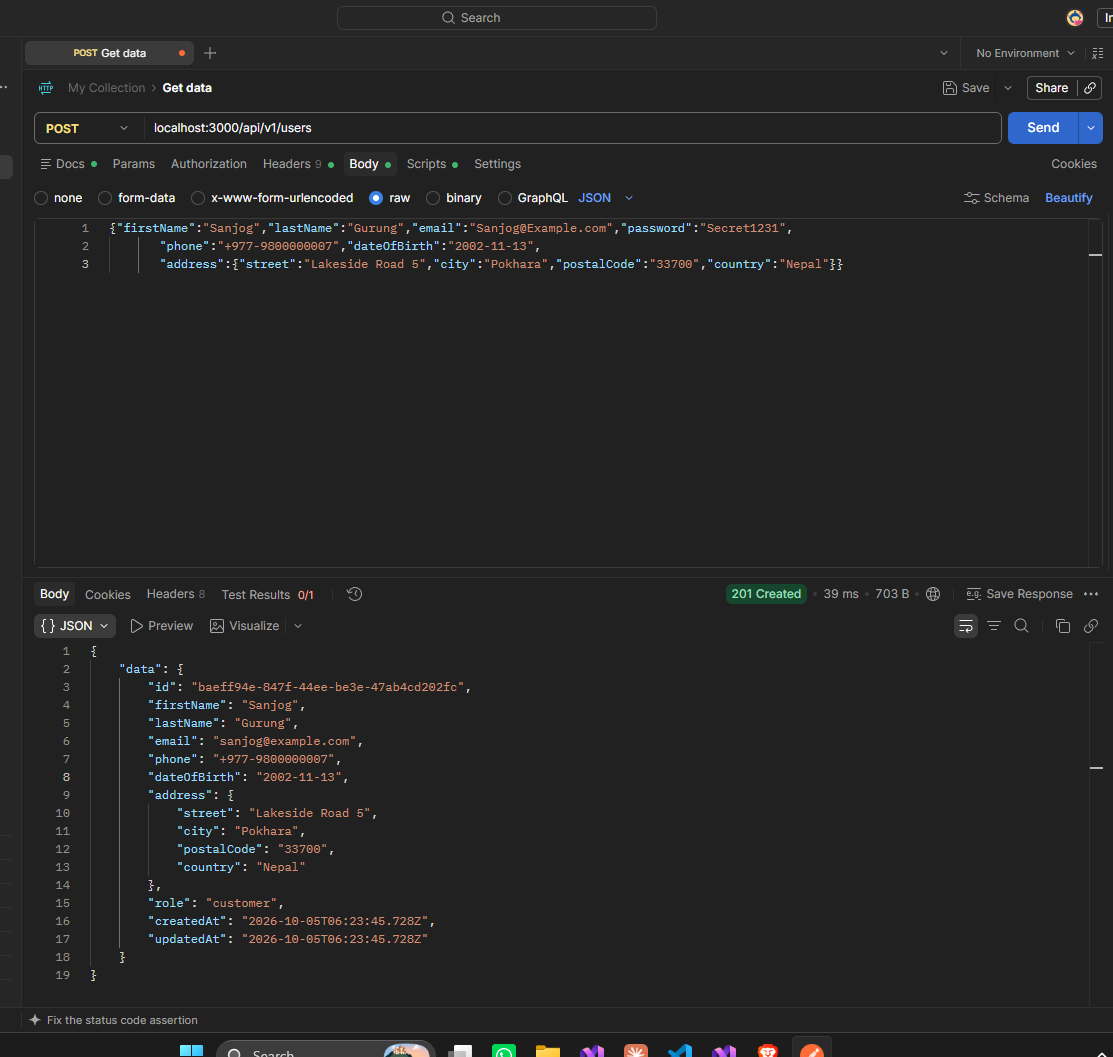 Search
POST Get data
No Environment
HTTP My Collection > Get data
Save
Share
POST
localhost:3000/api/v1/users
Send
Docs
Params
Authorization
Headers 9
Body
Scripts
Settings
Cookies
none
form-data
x-www-form-urlencoded
raw
binary
GraphQL
JSON
Schema
Beautify
1 {"firstName":"Sanjog","lastName":"Gurung","email":"Sanjog@Example.com","password":"Secret1231",
2 "phone":"+977-9800000007","dateOfBirth":"2002-11-13",
3 "address":{"street":"Lakeside Road 5","city":"Pokhara","postalCode":"33700","country":"Nepal"}}
Body
Cookies
Headers 8
Test Results 0/1
201 Created
39 ms
703 B
e.g. Save Response
{} JSON
Preview
Visualize
1 {
2 "data": {
3 "id": "baeff94e-847f-44ee-be3e-47ab4cd202fc",
4 "firstName": "Sanjog",
5 "lastName": "Gurung",
6 "email": "sanjog@example.com",
7 "phone": "+977-9800000007",
8 "dateOfBirth": "2002-11-13",
9 "address": {
10 "street": "Lakeside Road 5",
11 "city": "Pokhara",
12 "postalCode": "33700",
13 "country": "Nepal"
14 },
15 "role": "customer",
16 "createdAt": "2026-10-05T06:23:45.728Z",
17 "updatedAt": "2026-10-05T06:23:45.728Z"
18 }
19 }
Fix the status code assertion
Search